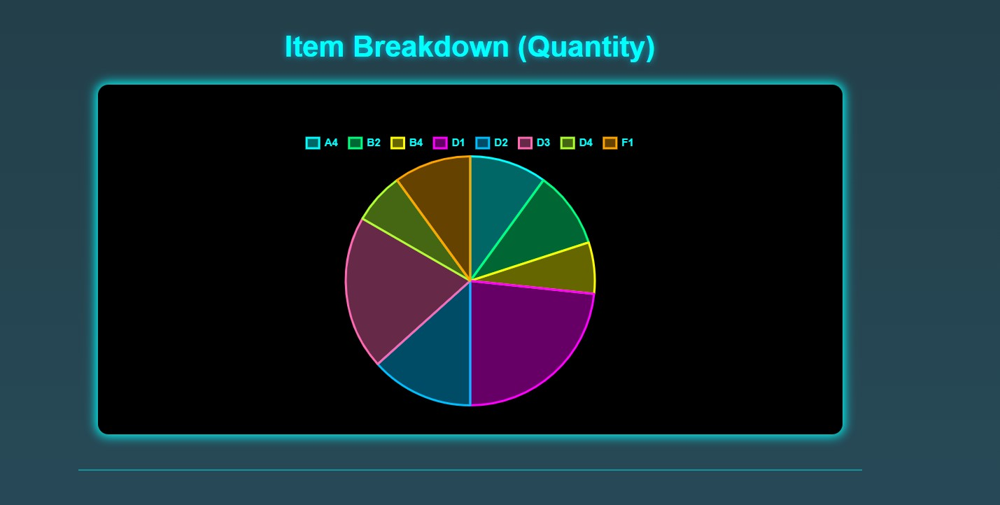 Item Breakdown (Quantity)
A4 B2 B4 D1 D2 D3 D4 F1